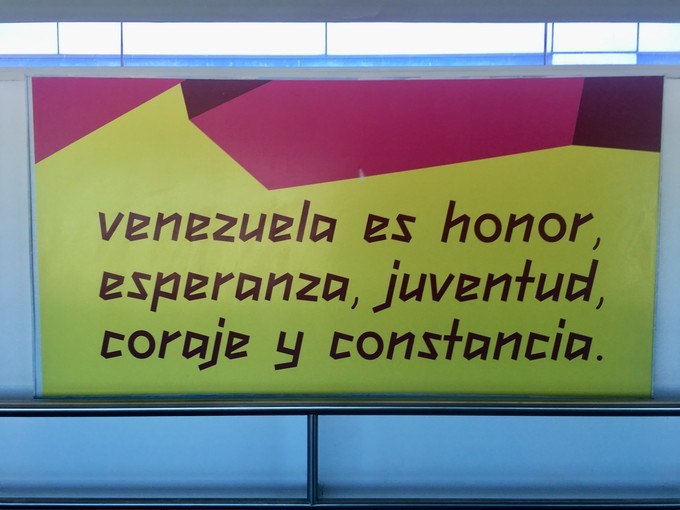 venezuela es honor,
esperanza, juventud,
coraje y constancia.